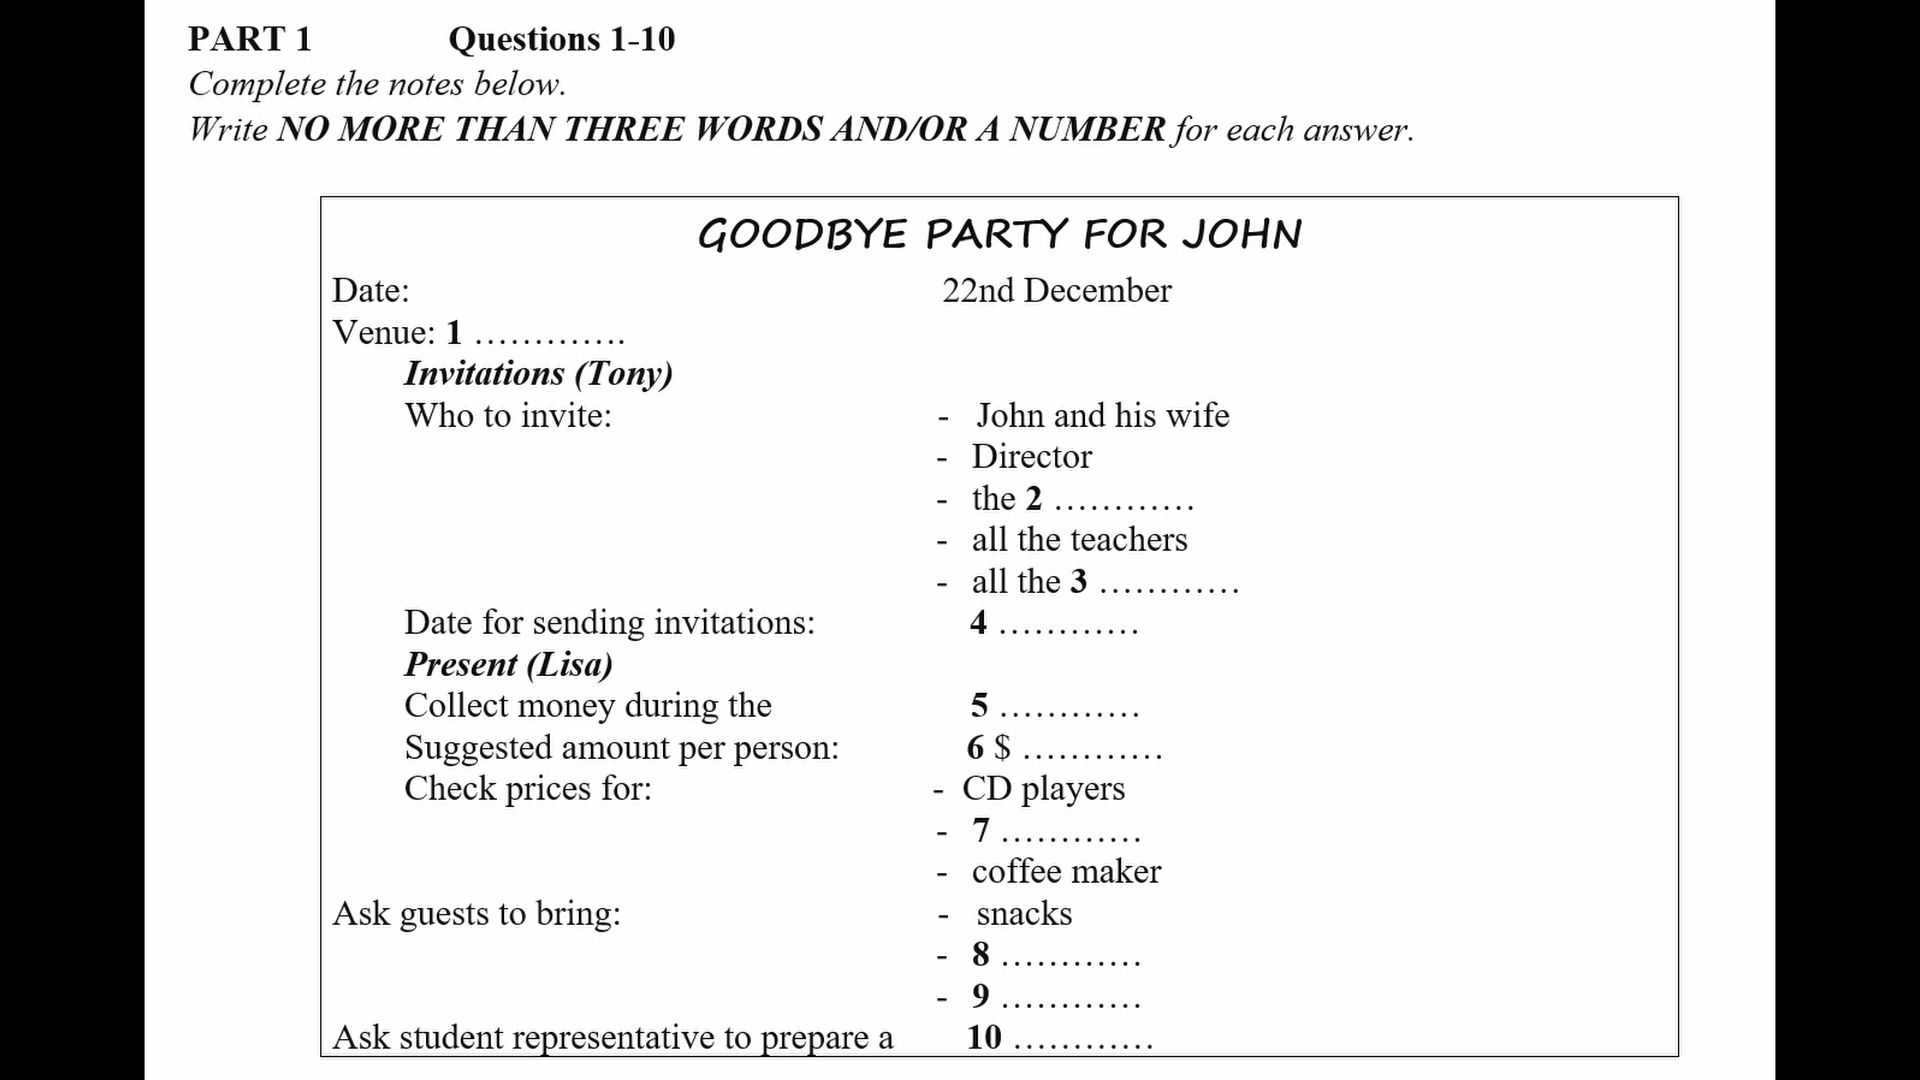 PART 1 Questions 1-10
Complete the notes below.
Write NO MORE THAN THREE WORDS AND/OR A NUMBER for each answer.
GOODBYE PARTY FOR JOHN
Date: 22nd December
Venue: 1 ………….
Invitations (Tony)
Who to invite: - John and his wife
- Director
- the 2 …………
- all the teachers
- all the 3 …………
Date for sending invitations: 4 …………
Present (Lisa)
Collect money during the 5 …………
Suggested amount per person: 6 $ …………
Check prices for: - CD players
- 7 …………
- coffee maker
Ask guests to bring: - snacks
- 8 …………
- 9 …………
Ask student representative to prepare a 10 …………